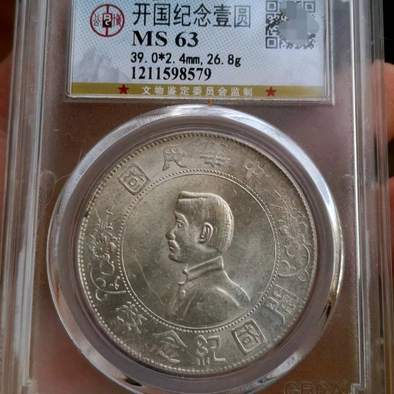 开国纪念壹圆
MS 63
39.0*2.4mm,26.8g
1211598579
★ 文物鉴定委员会监制 ★
國民華中
開國紀念幣